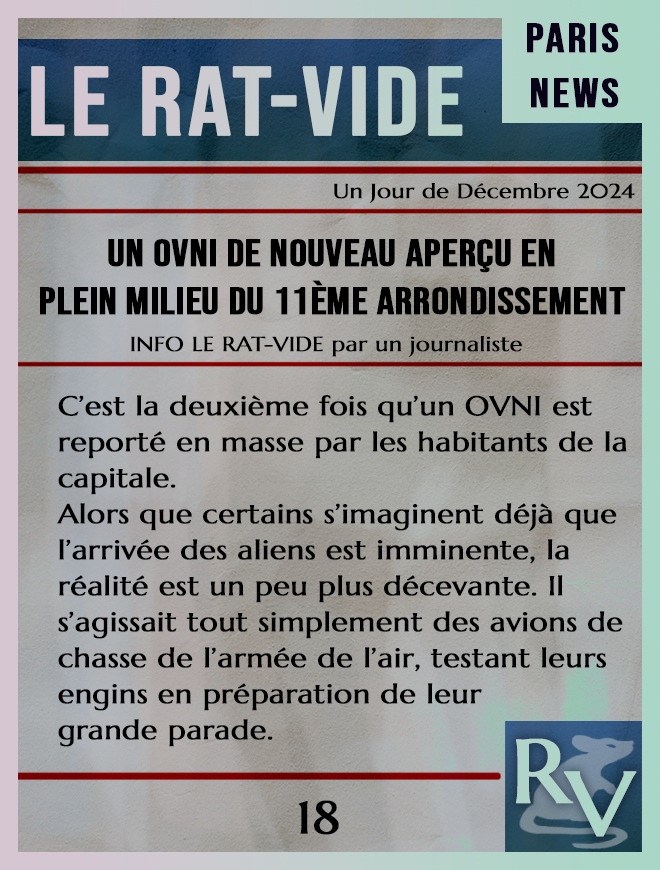 LE RAT-VIDE
PARIS
NEWS
Un Jour de Décembre 2024
UN OVNI DE NOUVEAU APERÇU EN
PLEIN MILIEU DU 11ÈME ARRONDISSEMENT
INFO LE RAT-VIDE par un journaliste
C’est la deuxième fois qu’un OVNI est
reporté en masse par les habitants de la
capitale.
Alors que certains s’imaginent déjà que
l’arrivée des aliens est imminente, la
réalité est un peu plus décevante. Il
s’agissait tout simplement des avions de
chasse de l’armée de l’air, testant leurs
engins en préparation de leur
grande parade.
18
RV